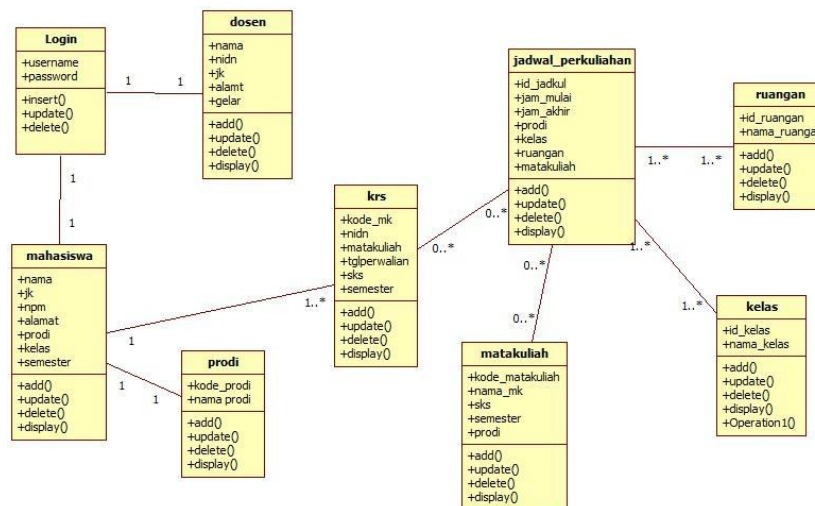 Login
+username
+password
+insert()
+update()
+delete()
dosen
+nama
+nidn
+jk
+alamt
+gelar
+add()
+update()
+delete()
+display()
1
1
1
1
mahasiswa
+nama
+jk
+npm
+alamat
+prodi
+kelas
+semester
+add()
+update()
+delete()
+display()
1
1..*
1
1
prodi
+kode_prodi
+nama prodi
+add()
+update()
+delete()
+display()
krs
+kode_mk
+nidn
+matakuliah
+tglperwalian
+sks
+semester
+add()
+update()
+delete()
+display()
0..*
0..*
jadwal_perkuliahan
+id_jadkul
+jam_mulai
+jam_akhir
+prodi
+kelas
+ruangan
+matakuliah
+add()
+update()
+delete()
+display()
1..*
1..*
ruangan
+id_ruangan
+nama_ruanga
+add()
+update()
+delete()
+display()
0..*
0..*
1..*
1..*
matakuliah
+kode_matakuliah
+nama_mk
+sks
+semester
+prodi
+add()
+update()
+delete()
+display()
kelas
+id_kelas
+nama_kelas
+add()
+update()
+delete()
+display()
+Operation1()